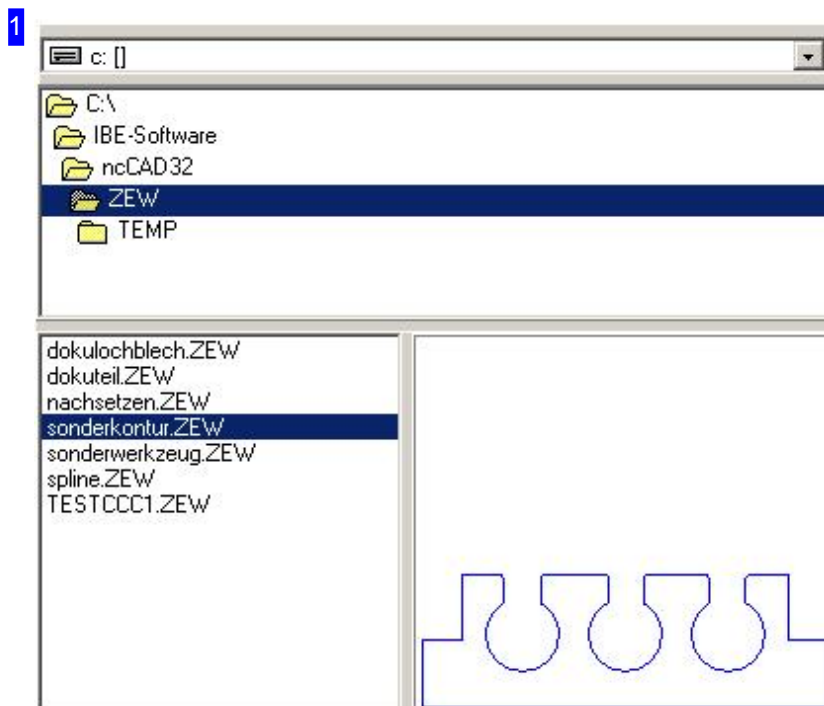 1
c: []
C:\
IBE-Software
ncCAD32
ZEW
TEMP
dokulochblech.ZEW
dokuteil.ZEW
nachsetzen.ZEW
sonderkontur.ZEW
sonderwerkzeug.ZEW
spline.ZEW
TESTCCC1.ZEW